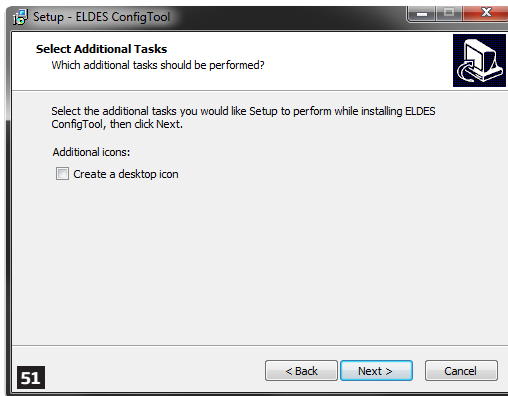 Setup - ELDES ConfigTool
Select Additional Tasks
Which additional tasks should be performed?
Select the additional tasks you would like Setup to perform while installing ELDES
ConfigTool, then click Next.
Additional icons:
Create a desktop icon
51
< Back
Next >
Cancel